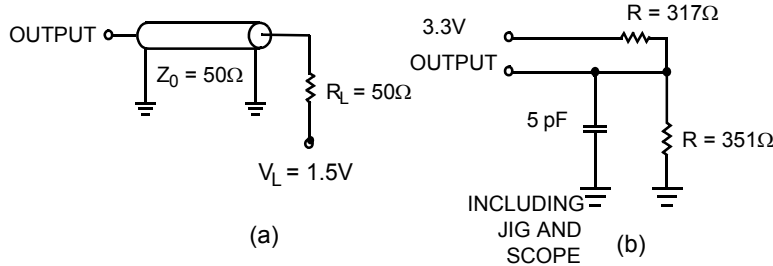 OUTPUT
Z0 = 50Ω
RL = 50Ω
VL = 1.5V
(a)
3.3V
R = 317Ω
OUTPUT
5 pF
R = 351Ω
INCLUDING
JIG AND
SCOPE
(b)